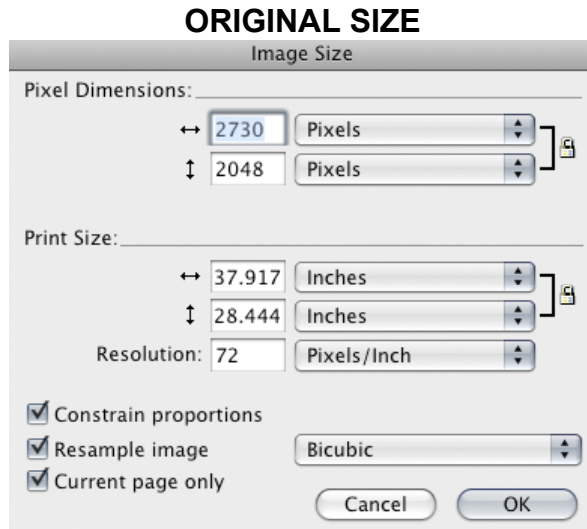 ORIGINAL SIZE
Image Size
Pixel Dimensions:
2730 Pixels
2048 Pixels
Print Size:
37.917 Inches
28.444 Inches
Resolution: 72 Pixels/Inch
Constrain proportions
Resample image Bicubic
Current page only
Cancel OK